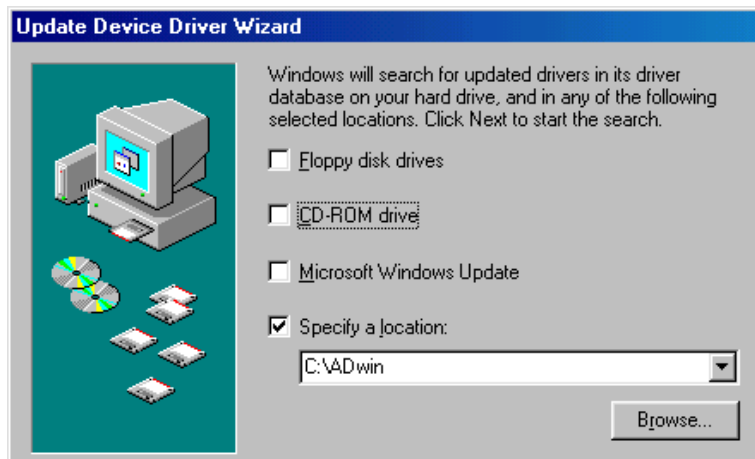 Update Device Driver Wizard
Windows will search for updated drivers in its driver
database on your hard drive, and in any of the following
selected locations. Click Next to start the search.
Floppy disk drives
CD-ROM drive
Microsoft Windows Update
Specify a location:
C:\ADwin
Browse...